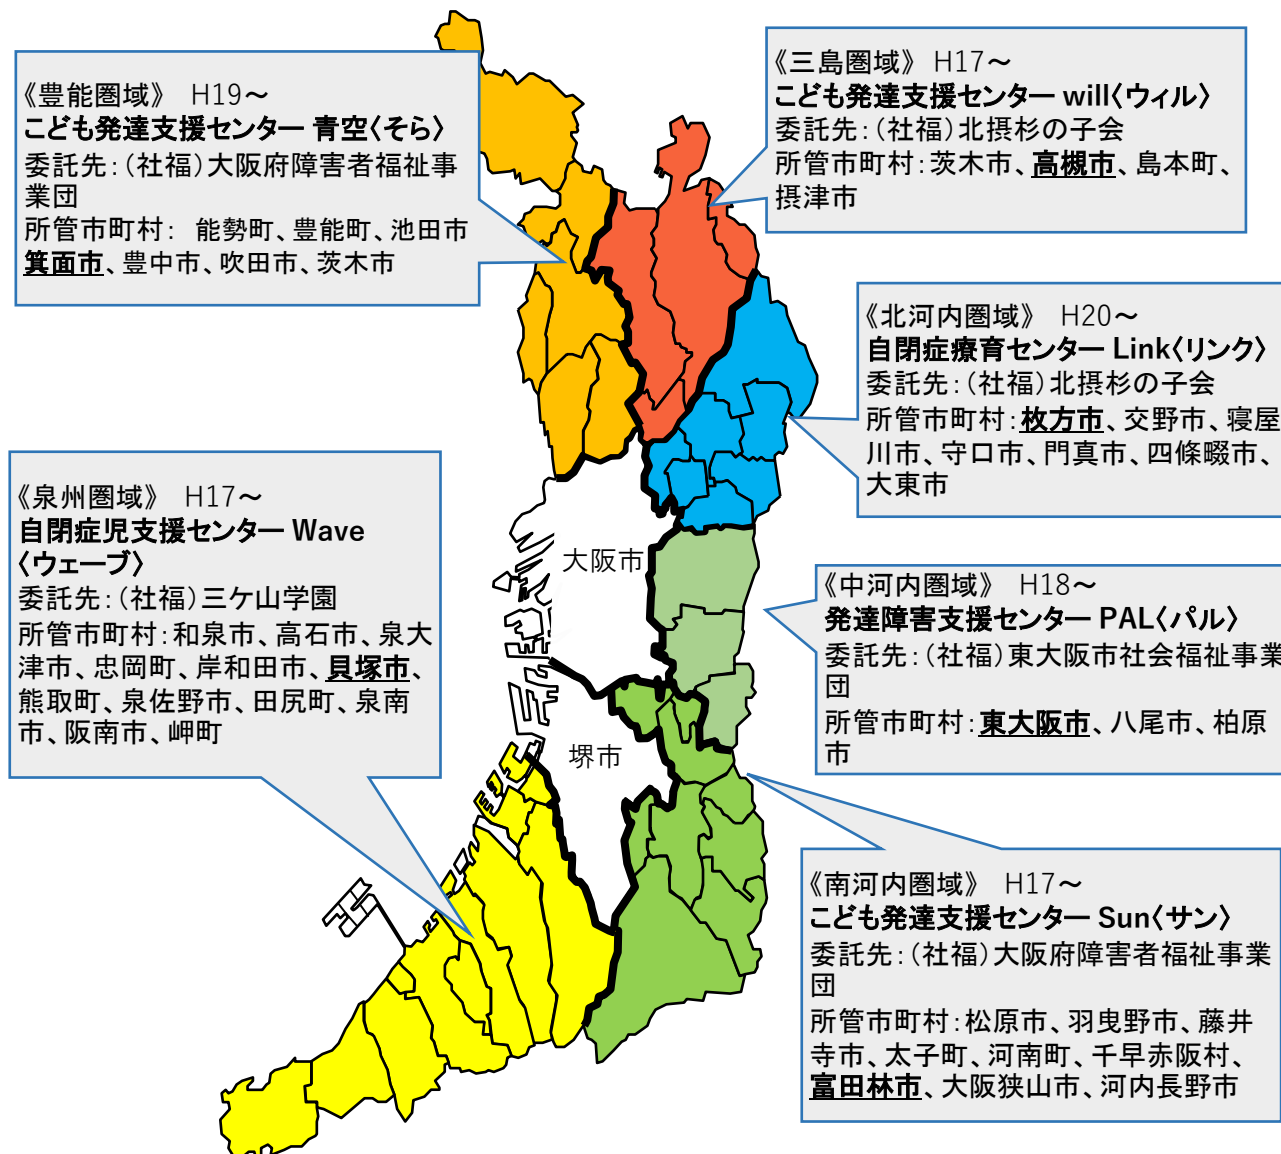 《豊能圏域》 H19～
こども発達支援センター 青空〈そら〉
委託先：（社福）大阪府障害者福祉事
業団
所管市町村： 能勢町、豊能町、池田市
箕面市、豊中市、吹田市、茨木市
《三島圏域》 H17～
こども発達支援センター will〈ウィル〉
委託先：（社福）北摂杉の子会
所管市町村：茨木市、高槻市、島本町、
摂津市
《北河内圏域》 H20～
自閉症療育センター Link〈リンク〉
委託先：（社福）北摂杉の子会
所管市町村：枚方市、交野市、寝屋
川市、守口市、門真市、四條畷市、
大東市
《泉州圏域》 H17～
自閉症児支援センター Wave
〈ウェーブ〉
委託先：（社福）三ケ山学園
所管市町村：和泉市、高石市、泉大
津市、忠岡町、岸和田市、貝塚市、
熊取町、泉佐野市、田尻町、泉南
市、阪南市、岬町
大阪市
堺市
《中河内圏域》 H18～
発達障害支援センター PAL〈パル〉
委託先：（社福）東大阪市社会福祉事業
団
所管市町村：東大阪市、八尾市、柏原
市
《南河内圏域》 H17～
こども発達支援センター Sun〈サン〉
委託先：（社福）大阪府障害者福祉事業
団
所管市町村：松原市、羽曳野市、藤井
寺市、太子町、河南町、千早赤阪村、
富田林市、大阪狭山市、河内長野市